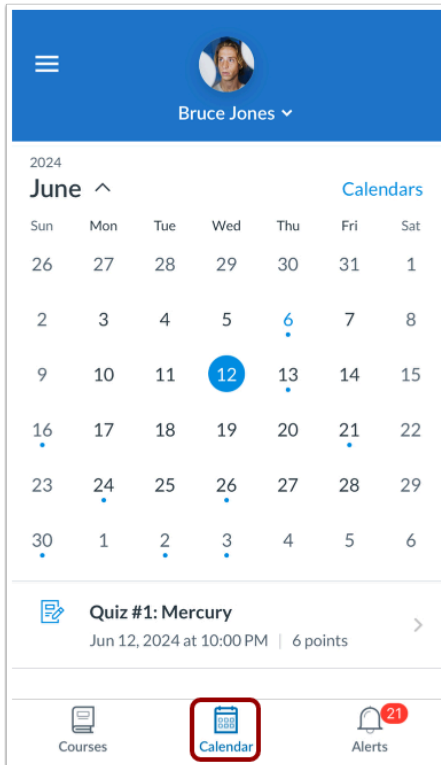 Bruce Jones
2024
June
Calendars
Sun Mon Tue Wed Thu Fri Sat
26 27 28 29 30 31 1
2 3 4 5 6 7 8
9 10 11 12 13 14 15
16 17 18 19 20 21 22
23 24 25 26 27 28 29
30 1 2 3 4 5 6
Quiz #1: Mercury
Jun 12, 2024 at 10:00 PM | 6 points
21
Courses Calendar Alerts